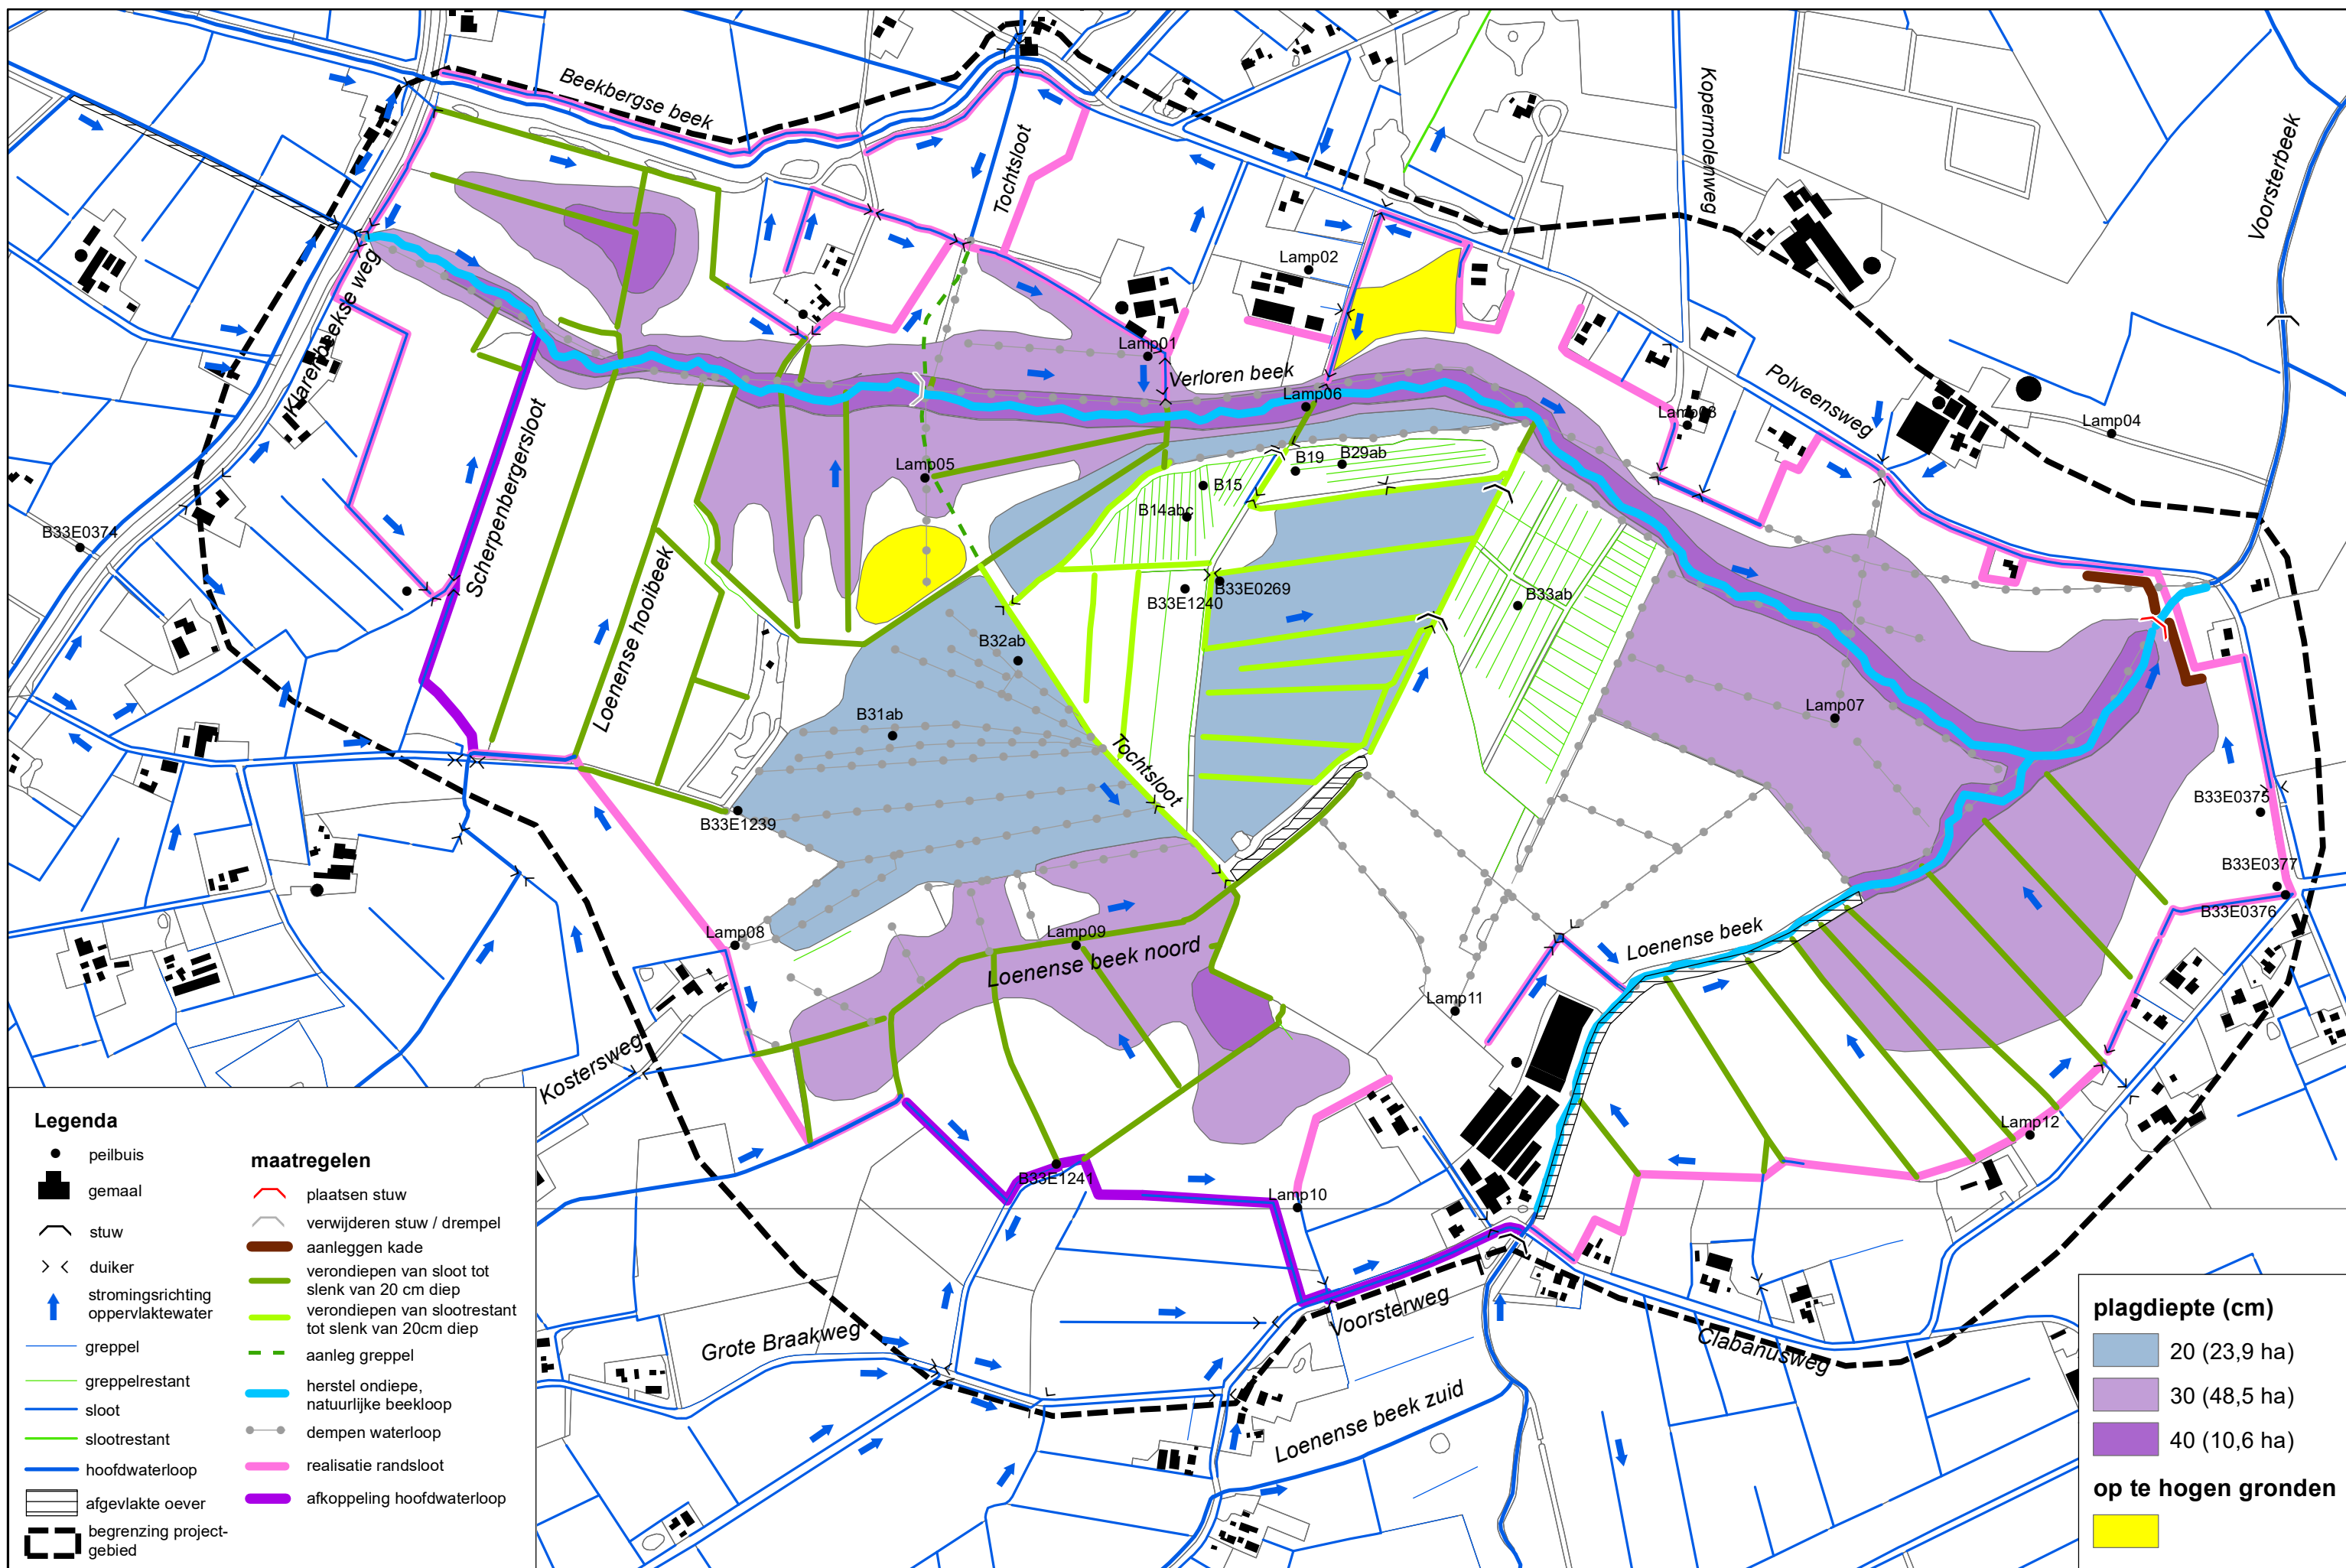 Beekbergse beek
Tochtsloot
Kopermolenweg
Voorsterbeek
Klarenbeekse weg
Lamp02
Lamp01
Verloren beek
Lamp06
Polveensweg
Lamp03
Lamp04
Scherpenbergersloot
Lamp05
B19
B29ab
B15
B14abc
B33E0374
Loenense hooibeek
B33E0269
B33E1240
B33ab
B32ab
B31ab
Lamp07
Tochtsloot
B33E1239
B33E0375
B33E0377
B33E0376
Lamp08
Lamp09
Loenense beek noord
Loenense beek
Lamp11
Kostersweg
Lamp12
B33E1241
Lamp10
Voorsterweg
Grote Braakweg
Clabanusweg
Loenense beek zuid
Legenda
peilbuis
gemaal
stuw
duiker
stromingsrichting
oppervlaktewater
greppel
greppelrestant
sloot
slootrestant
hoofdwaterloop
afgevlakte oever
begrenzing project-
gebied
maatregelen
plaatsen stuw
verwijderen stuw / drempel
aanleggen kade
verondiepen van sloot tot
slenk van 20 cm diep
verondiepen van slootrestant
tot slenk van 20cm diep
aanleg greppel
herstel ondiepe,
natuurlijke beekloop
dempen waterloop
realisatie randsloot
afkoppeling hoofdwaterloop
plagdiepte (cm)
20 (23,9 ha)
30 (48,5 ha)
40 (10,6 ha)
op te hogen gronden